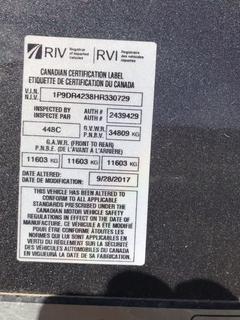 RIV Registrar of imported vehicles RVI Registraire des véhicules importés
CANADIAN CERTIFICATION LABEL
ETIQUETTE DE CERTIFICATION DU CANADA
V.I.N.
N.I.V. 1P9DR4238HR330729
INSPECTED BY AUTH #
INSPECTE PAR AUTH # 2439429
448C G.V.W.R. P.N.B.V. 34809 KG
G.A.W.R. (FRONT TO REAR)
P.N.B.E. (DE L'AVANT A L'ARRIÈRE)
11603 KG 11603 KG 11603 KG
DATE ALTERED:
DATE DE MODIFICATION: 9/28/2017
THIS VEHICLE HAS BEEN ALTERED TO
CONFORM TO ALL APPLICABLE
STANDARDS PRESCRIBED UNDER THE
CANADIAN MOTOR VEHICLE SAFETY
REGULATIONS IN EFFECT ON THE DATE OF
MANUFACTURE. CE VÉHICULE A ÉTÉ MODIFIÉ
POUR ÊTRE CONFORME À TOUTES LES
NORMES QUI LUI SONT APPLICABLES EN
VERTU DU RÈGLEMENT SUR LA SÉCURITÉ
DES VÉHICULES AUTOMOBILES DU CANADA EN
VIGUEUR À LA DATE DE SA FABRICATION.